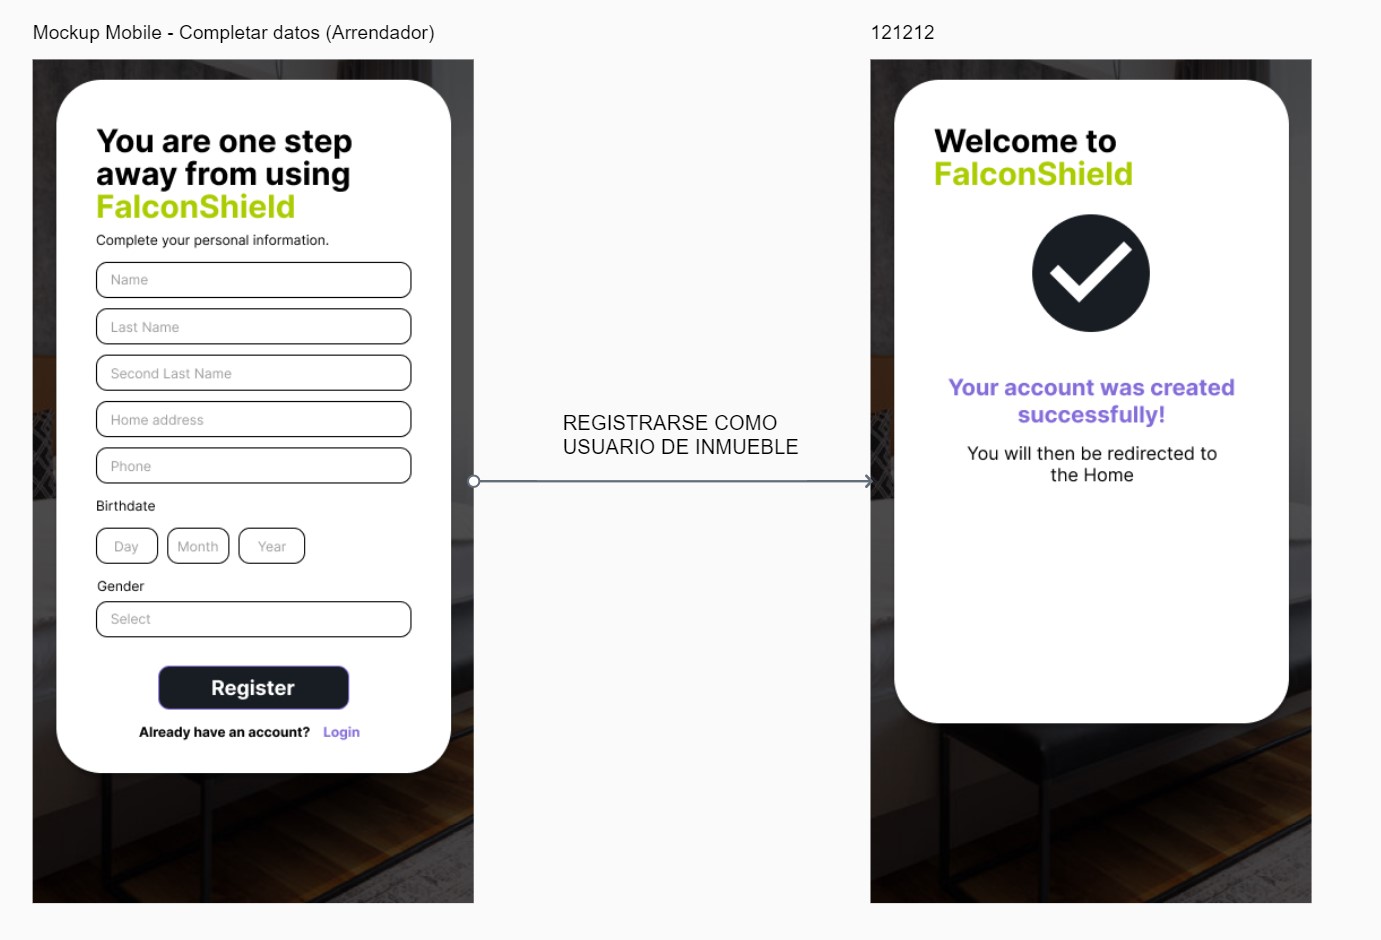 Mockup Mobile - Completar datos (Arrendador)
You are one step
away from using
FalconShield
Complete your personal information.
Name
Last Name
Second Last Name
Home address
Phone
Birthdate
Day Month Year
Gender
Select
Register
Already have an account? Login
REGISTRARSE COMO
USUARIO DE INMUEBLE
121212
Welcome to
FalconShield
Your account was created
successfully!
You will then be redirected to
the Home